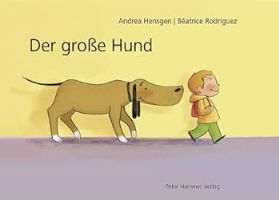 Andrea Hensgen | Béatrice Rodriguez
Der große Hund
Peter Hammer Verlag